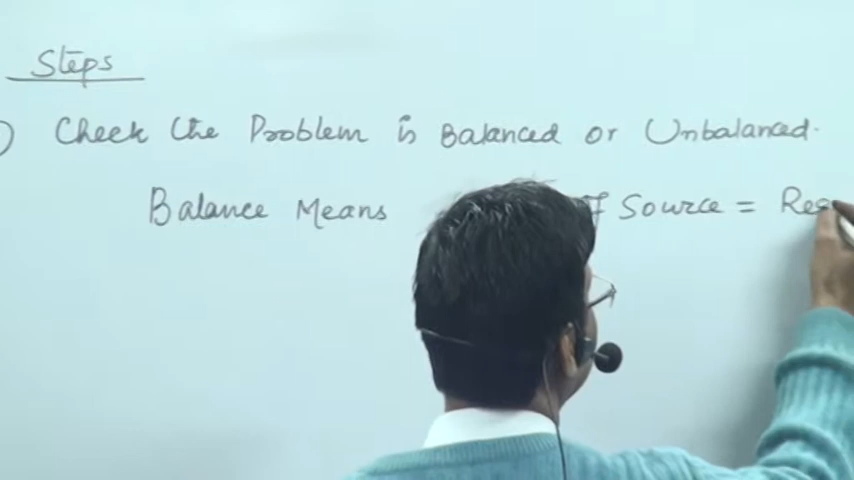 Steps
) Check the Problem is Balanced or Unbalanced.
Balance Means Source =